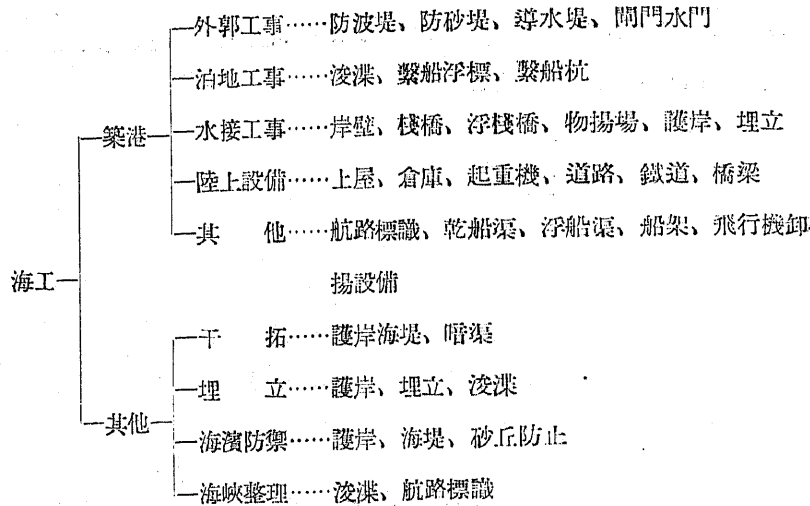 外郭工事……防波堤、防砂堤、導水堤、閘門水門
泊地工事……浚渫、繋船浮標、繋船杭
築港 水接工事……岸壁、棧橋、浮棧橋、物揚場、護岸、埋立
陸上設備……上屋、倉庫、起重機、道路、鐵道、橋梁
其他……航路標識、乾船渠、浮船渠、船架、飛行機卸
海工 揚設備
干拓……護岸海堤、暗渠
埋立……護岸、埋立、浚渫
其他 海濱防禦……護岸、海堤、砂丘防止
海峽整理……浚渫、航路標識